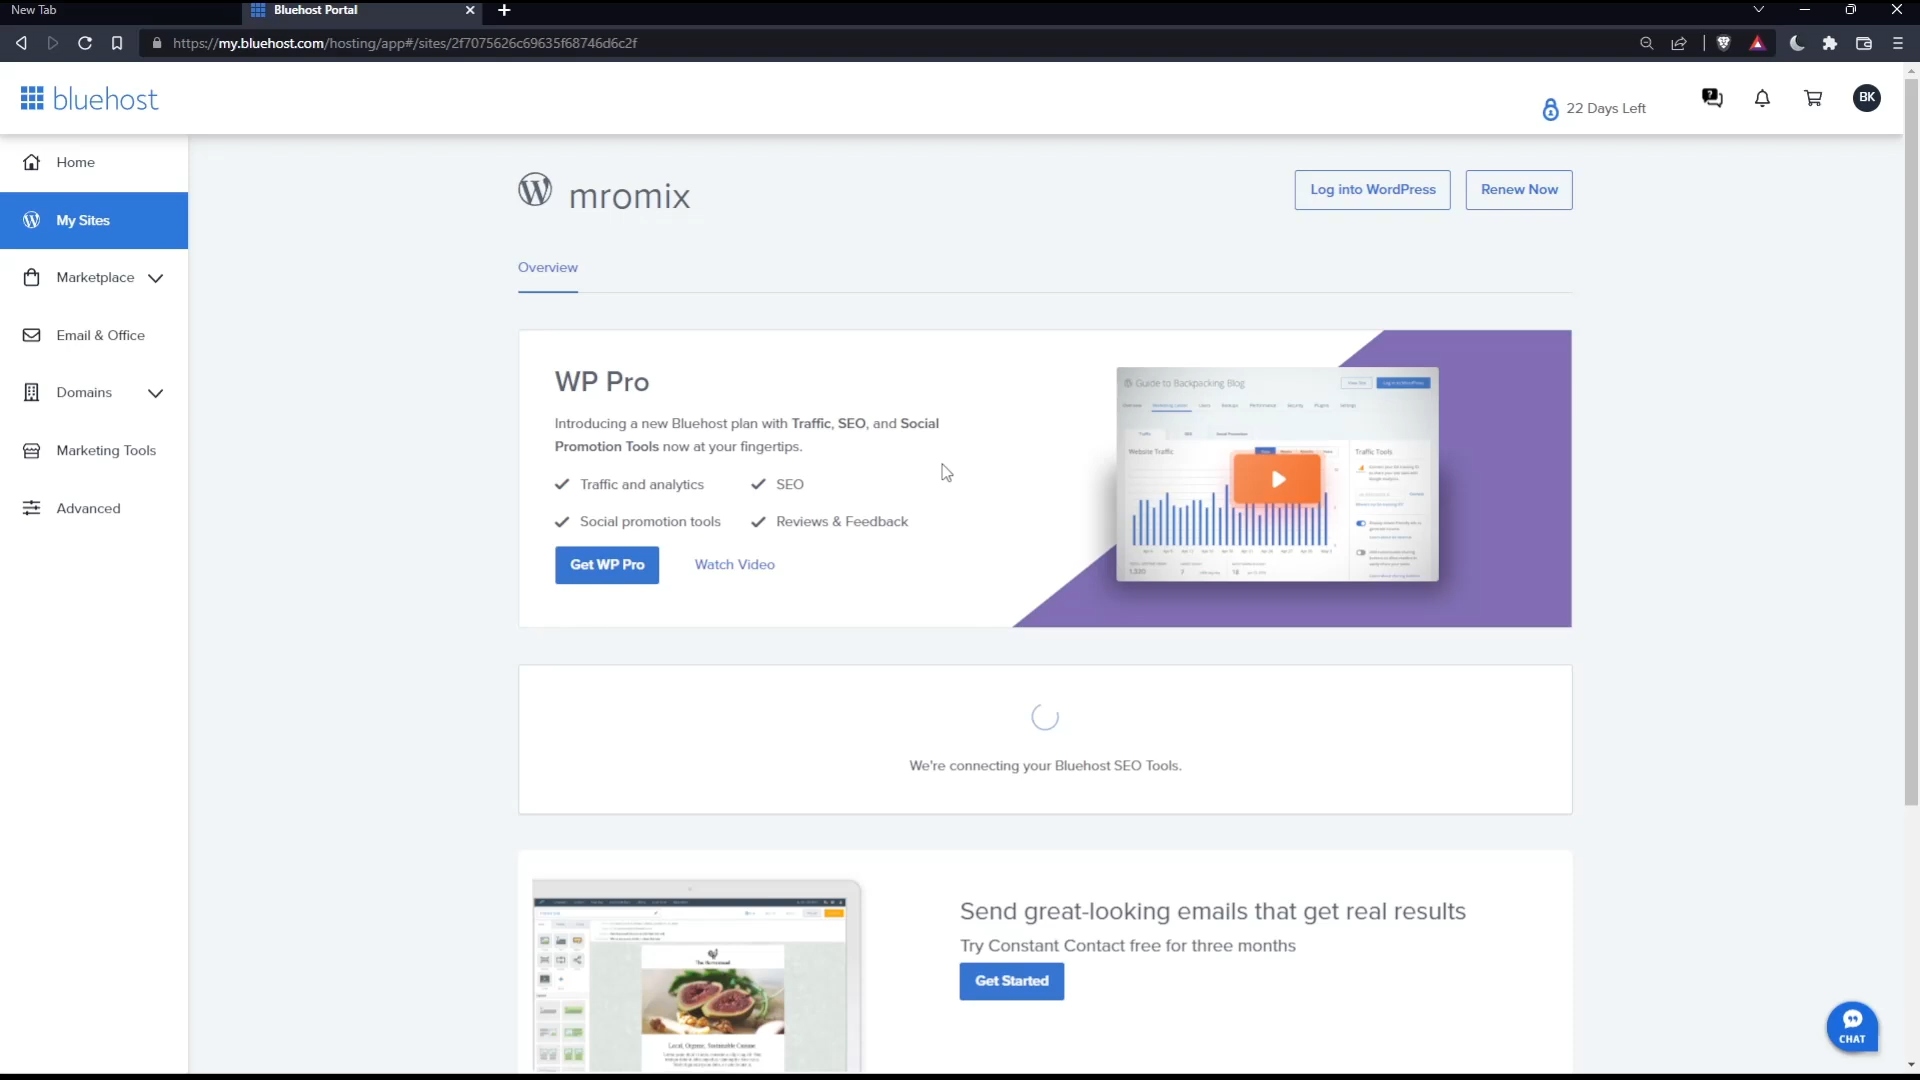 New Tab
Bluehost Portal
https://my.bluehost.com/hosting/app#/sites/2f7075626c69635f68746d6c2f
bluehost
22 Days Left
BK
Home
My Sites
Marketplace
Email & Office
Domains
Marketing Tools
Advanced
mromix
Log into WordPress
Renew Now
Overview
WP Pro
Introducing a new Bluehost plan with Traffic, SEO, and Social
Promotion Tools now at your fingertips.
Traffic and analytics
SEO
Social promotion tools
Reviews & Feedback
Get WP Pro
Watch Video
Guide to Backpacking Blog
Website Traffic
Traffic Tools
We're connecting your Bluehost SEO Tools.
Send great-looking emails that get real results
Try Constant Contact free for three months
Get Started
Local, Organic, Sustainable Cuisine
CHAT